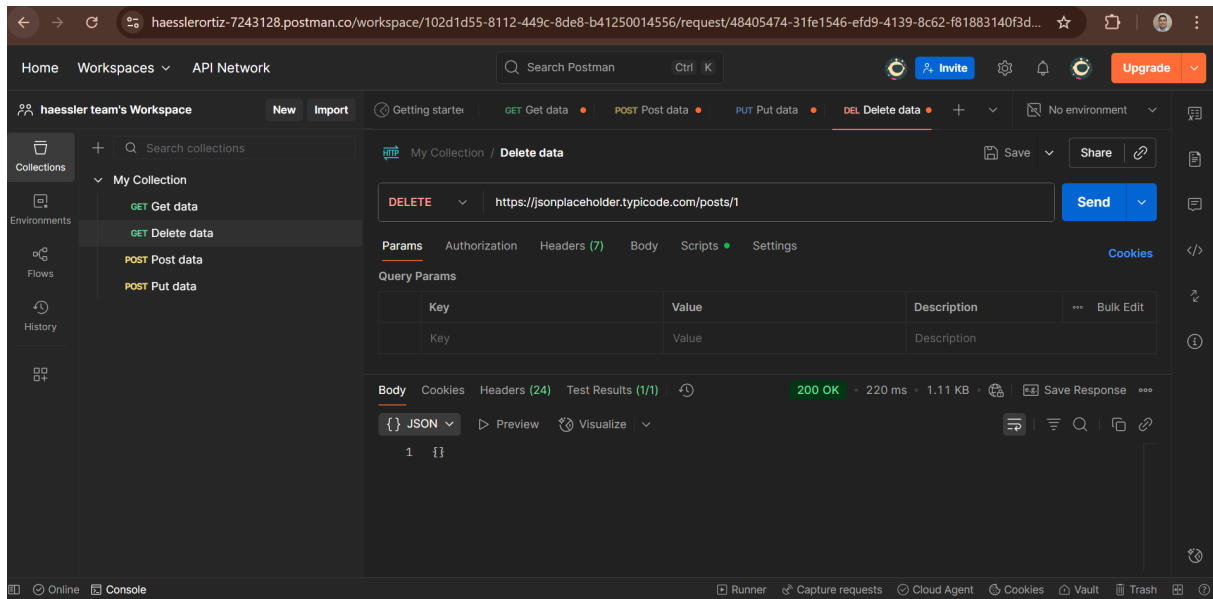 haesslerortiz-7243128.postman.co/workspace/102d1d55-8112-449c-8de8-b41250014556/request/48405474-31fe1546-efd9-4139-8c62-f81883140f3d...
Home Workspaces API Network Search Postman Ctrl K Invite Upgrade
haessler team's Workspace New Import Getting starte GET Get data POST Post data PUT Put data DEL Delete data No environment
Collections
Search collections
HTTP My Collection / Delete data Save Share
My Collection
GET Get data
DELETE https://jsonplaceholder.typicode.com/posts/1 Send
Environments
GET Delete data
Params Authorization Headers (7) Body Scripts Settings Cookies
POST Post data
Flows
Query Params
POST Put data
Key Value Description Bulk Edit
History
Key Value Description
Body Cookies Headers (24) Test Results (1/1) 200 OK 220 ms 1.11 KB e.g. Save Response
{} JSON Preview Visualize
1 {}
Online Console Runner Capture requests Cloud Agent Cookies Vault Trash